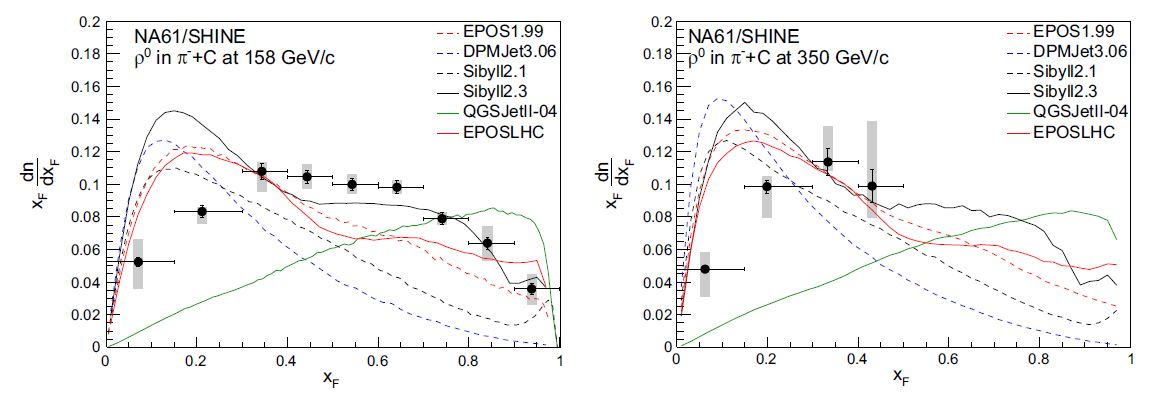 NA61/SHINE
ρ⁰ in π⁻+C at 158 GeV/c
EPOS1.99
DPMJet3.06
Sibyll2.1
Sibyll2.3
QGSJetII-04
EPOSLHC
0.2
0.18
0.16
0.14
0.12
0.1
0.08
0.06
0.04
0.02
0
x_F dn/dx_F
0 0.2 0.4 0.6 0.8 1
x_F
NA61/SHINE
ρ⁰ in π⁻+C at 350 GeV/c
EPOS1.99
DPMJet3.06
Sibyll2.1
Sibyll2.3
QGSJetII-04
EPOSLHC
0.2
0.18
0.16
0.14
0.12
0.1
0.08
0.06
0.04
0.02
0
x_F dn/dx_F
0 0.2 0.4 0.6 0.8 1
x_F